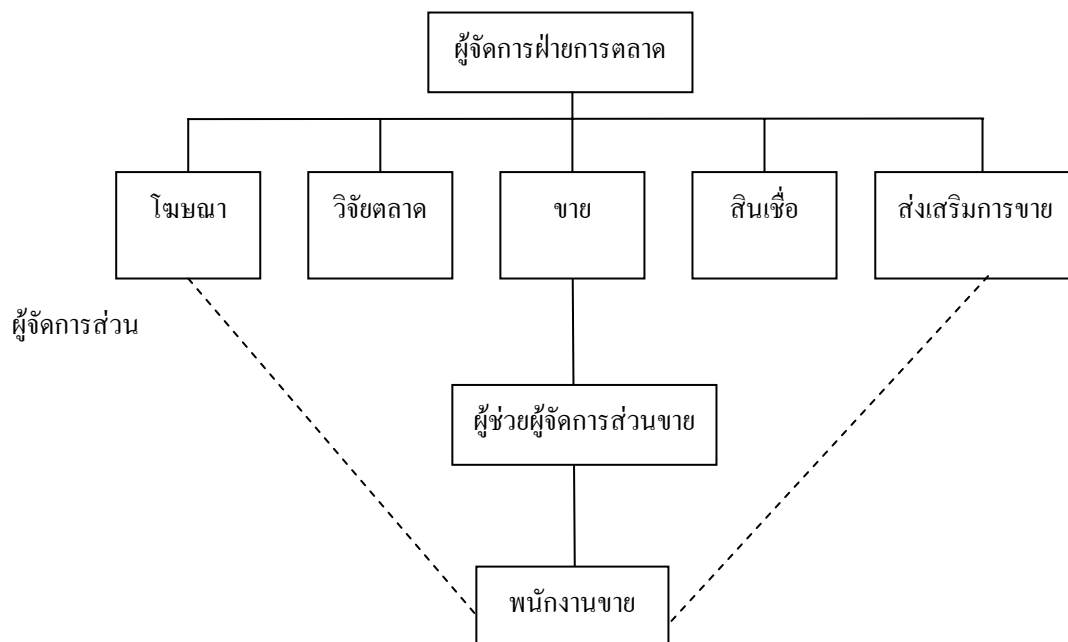 ผู้จัดการฝ่ายการตลาด
โฆษณา
วิจัยตลาด
ขาย
สินเชื่อ
ส่งเสริมการขาย
ผู้จัดการส่วน
ผู้ช่วยผู้จัดการส่วนขาย
พนักงานขาย